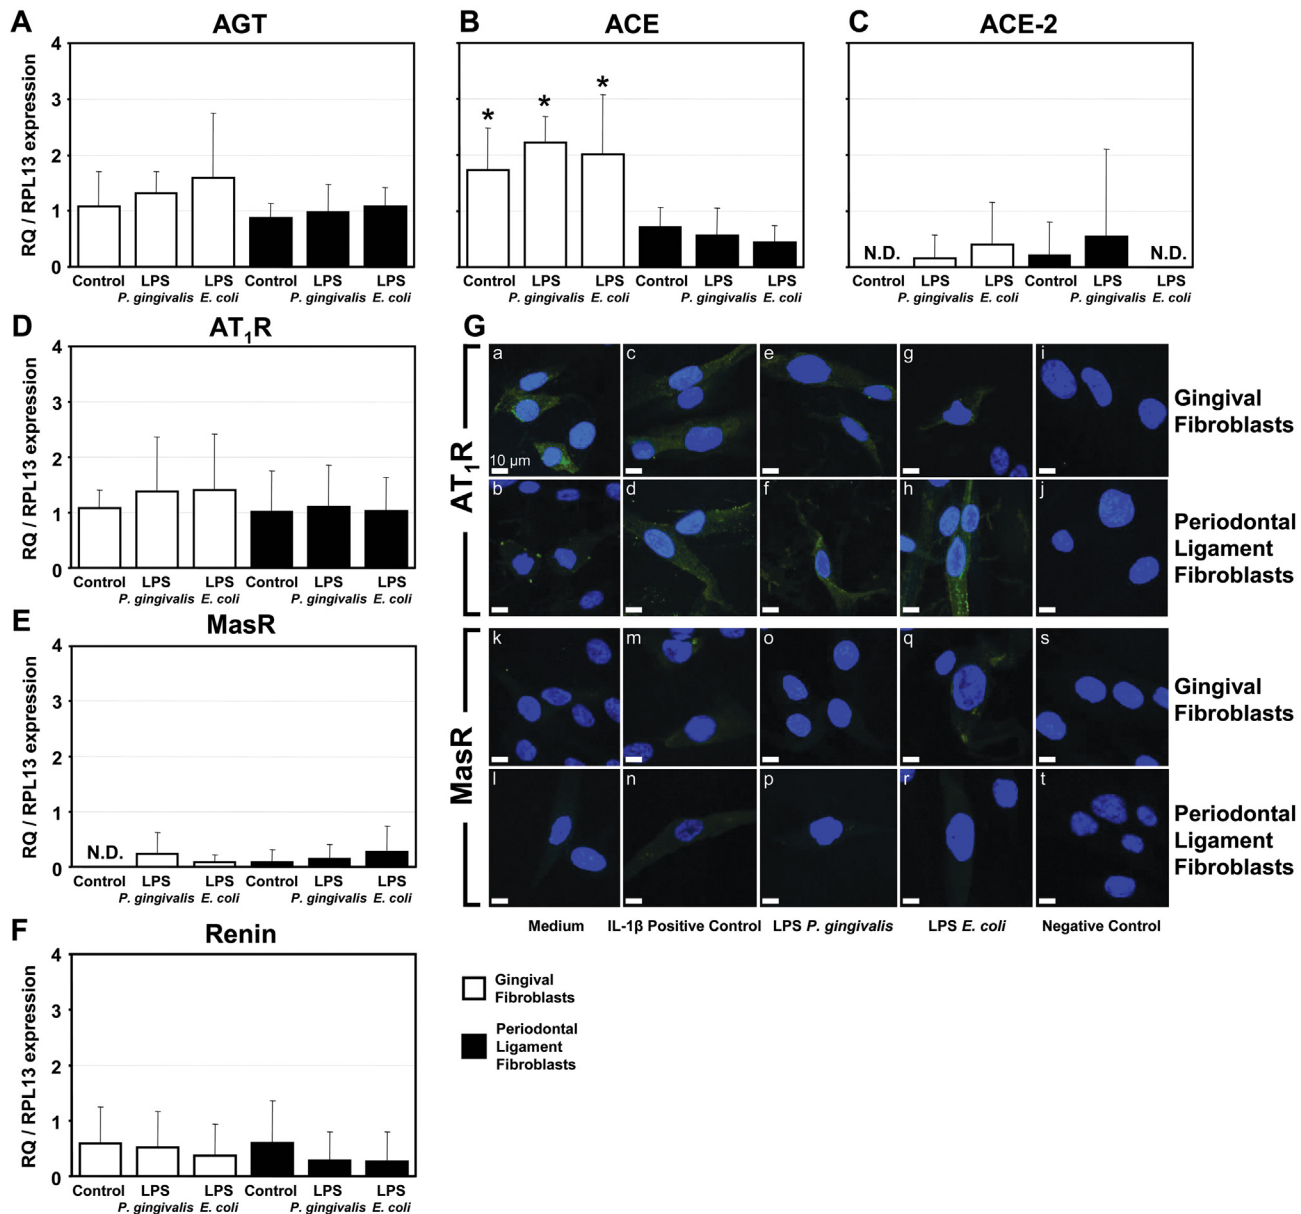 A AGT
RQ / RPL13 expression
4
3
2
1
0
Control LPS LPS Control LPS LPS
P. gingivalis E. coli P. gingivalis E. coli
B ACE
* * *
Control LPS LPS Control LPS LPS
P. gingivalis E. coli P. gingivalis E. coli
C ACE-2
N.D. N.D.
Control LPS LPS Control LPS LPS
P. gingivalis E. coli P. gingivalis E. coli
D AT1R
RQ / RPL13 expression
4
3
2
1
0
Control LPS LPS Control LPS LPS
P. gingivalis E. coli P. gingivalis E. coli
E MasR
RQ / RPL13 expression
4
3
2
1
0
N.D.
Control LPS LPS Control LPS LPS
P. gingivalis E. coli P. gingivalis E. coli
F Renin
RQ / RPL13 expression
4
3
2
1
0
Control LPS LPS Control LPS LPS
P. gingivalis E. coli P. gingivalis E. coli
G
AT1R
a c e g i
10 µm
Gingival
Fibroblasts
b d f h j
Periodontal
Ligament
Fibroblasts
MasR
k m o q s
Gingival
Fibroblasts
l n p r t
Periodontal
Ligament
Fibroblasts
Medium IL-1β Positive Control LPS P. gingivalis LPS E. coli Negative Control
Gingival
Fibroblasts
Periodontal
Ligament
Fibroblasts